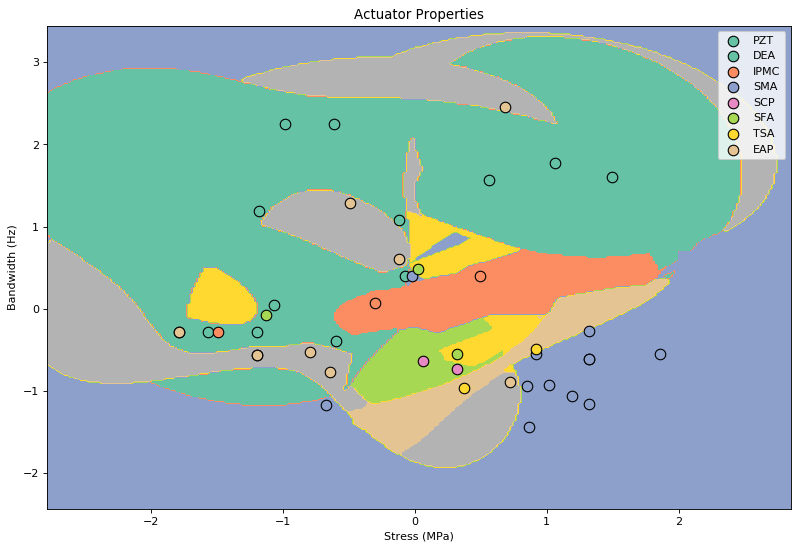 Actuator Properties
PZT
DEA
IPMC
SMA
SCP
SFA
TSA
EAP
3
2
1
0
−1
−2
Bandwidth (Hz)
−2 −1 0 1 2
Stress (MPa)